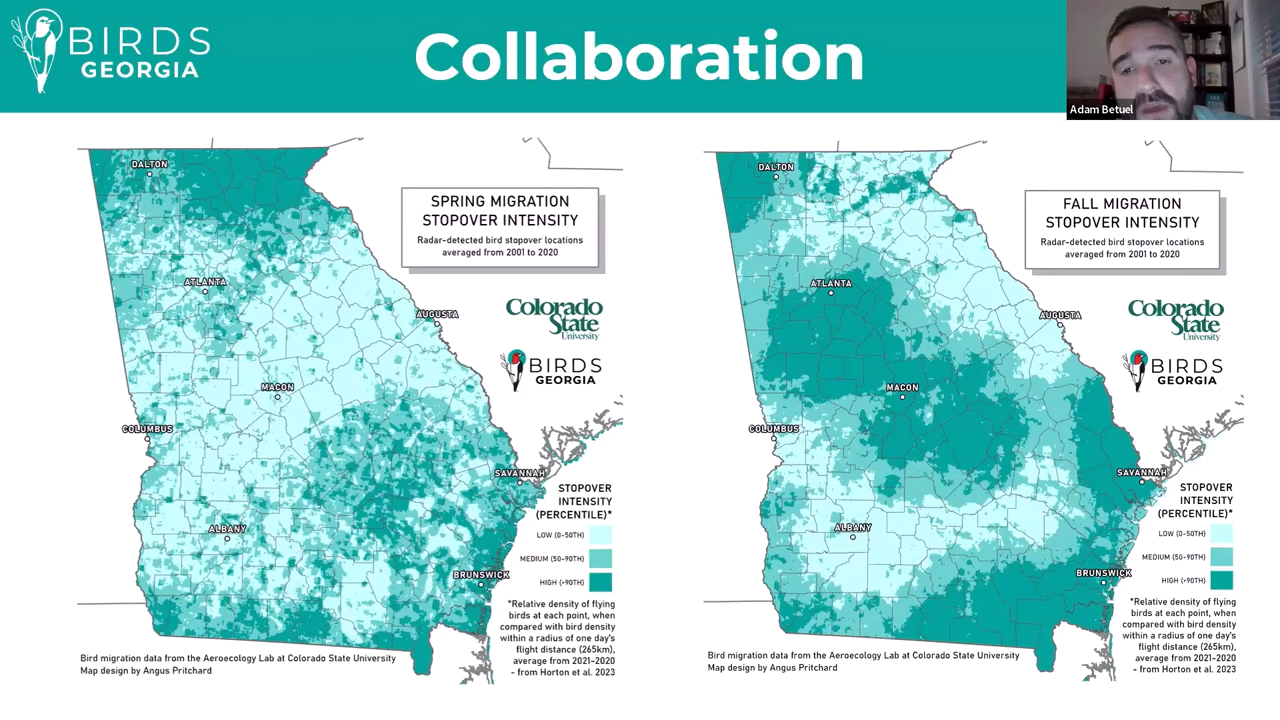 BIRDS
GEORGIA
Collaboration
Adam Betuel
SPRING MIGRATION
STOPOVER INTENSITY
Radar-detected bird stopover locations
averaged from 2001 to 2020
DALTON
ATLANTA
AUGUSTA
MACON
COLUMBUS
SAVANNAH
ALBANY
BRUNSWICK
Colorado
State
University
BIRDS
GEORGIA
STOPOVER
INTENSITY
(PERCENTILE)*
LOW (0-50TH)
MEDIUM (50-90TH)
HIGH (>90TH)
*Relative density of flying
birds at each point, when
compared with bird density
within a radius of one day's
flight distance (265km),
average from 2021-2020
- from Horton et al. 2023
Bird migration data from the Aeroecology Lab at Colorado State University
Map design by Angus Pritchard
FALL MIGRATION
STOPOVER INTENSITY
Radar-detected bird stopover locations
averaged from 2001 to 2020
DALTON
ATLANTA
AUGUSTA
MACON
COLUMBUS
SAVANNAH
ALBANY
BRUNSWICK
Colorado
State
University
BIRDS
GEORGIA
STOPOVER
INTENSITY
(PERCENTILE)*
LOW (0-50TH)
MEDIUM (50-90TH)
HIGH (>90TH)
*Relative density of flying
birds at each point, when
compared with bird density
within a radius of one day's
flight distance (265km),
average from 2021-2020
- from Horton et al. 2023
Bird migration data from the Aeroecology Lab at Colorado State University
Map design by Angus Pritchard